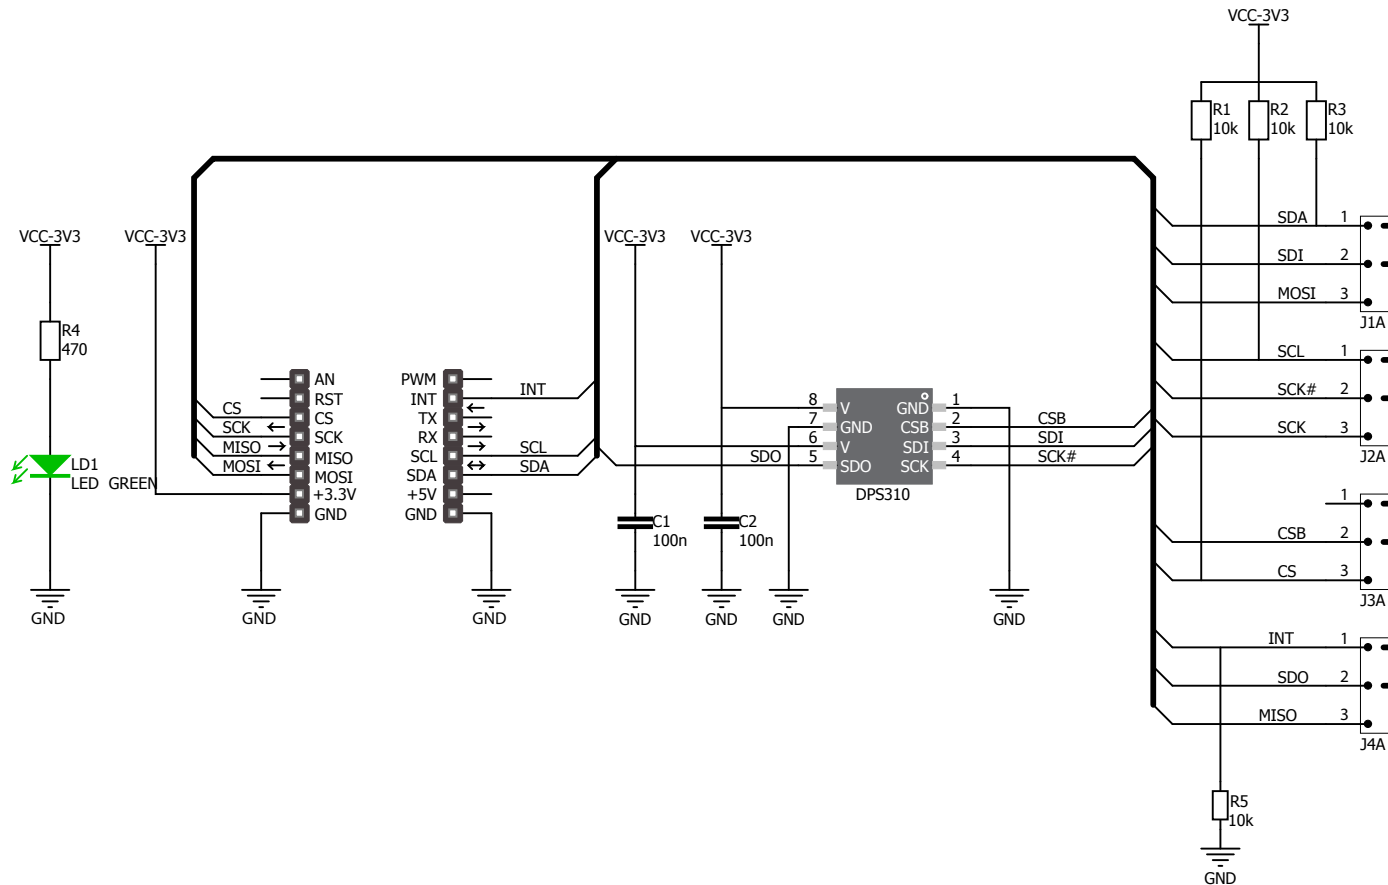 VCC-3V3
R1
10k
R2
10k
R3
10k
SDA 1
SDI 2
MOSI 3
J1A
SCL 1
SCK# 2
SCK 3
J2A
1
CSB 2
CS 3
J3A
INT 1
SDO 2
MISO 3
J4A
R5
10k
GND
VCC-3V3
R4
470
LD1
LED GREEN
GND
VCC-3V3
CS
SCK
MISO
MOSI
AN
RST
CS
SCK
MISO
MOSI
+3.3V
GND
GND
PWM
INT
TX
RX
SCL
SDA
+5V
GND
INT
SCL
SDA
GND
VCC-3V3
VCC-3V3
C1
100n
C2
100n
GND
GND
GND
SDO
8 V GND 1
7 GND CSB 2 CSB
6 V SDI 3 SDI
5 SDO SCK 4 SCK#
DPS310
GND